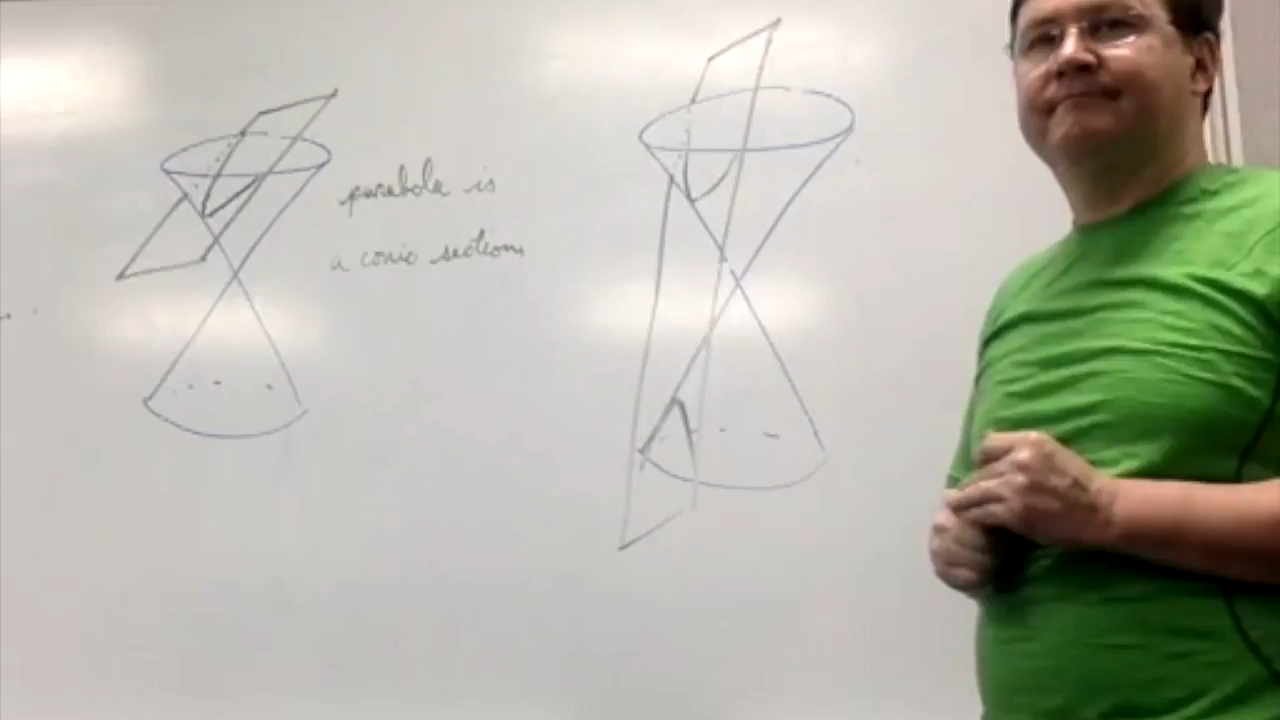 parabola is
a conic section,